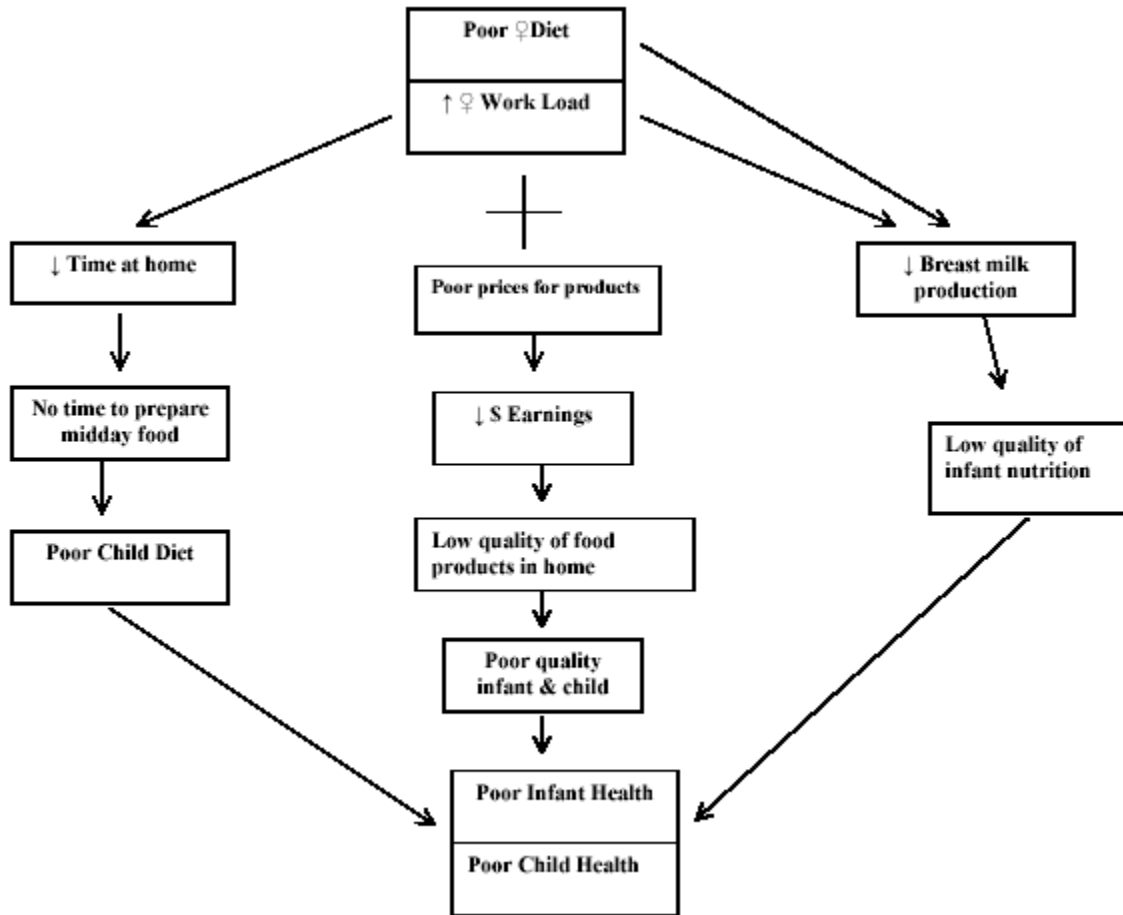 Poor ♀Diet
↑ ♀ Work Load
↓ Time at home
Poor prices for products
↓ Breast milk
production
No time to prepare
midday food
↓ $ Earnings
Low quality of
infant nutrition
Poor Child Diet
Low quality of food
products in home
Poor quality
infant & child
Poor Infant Health
Poor Child Health